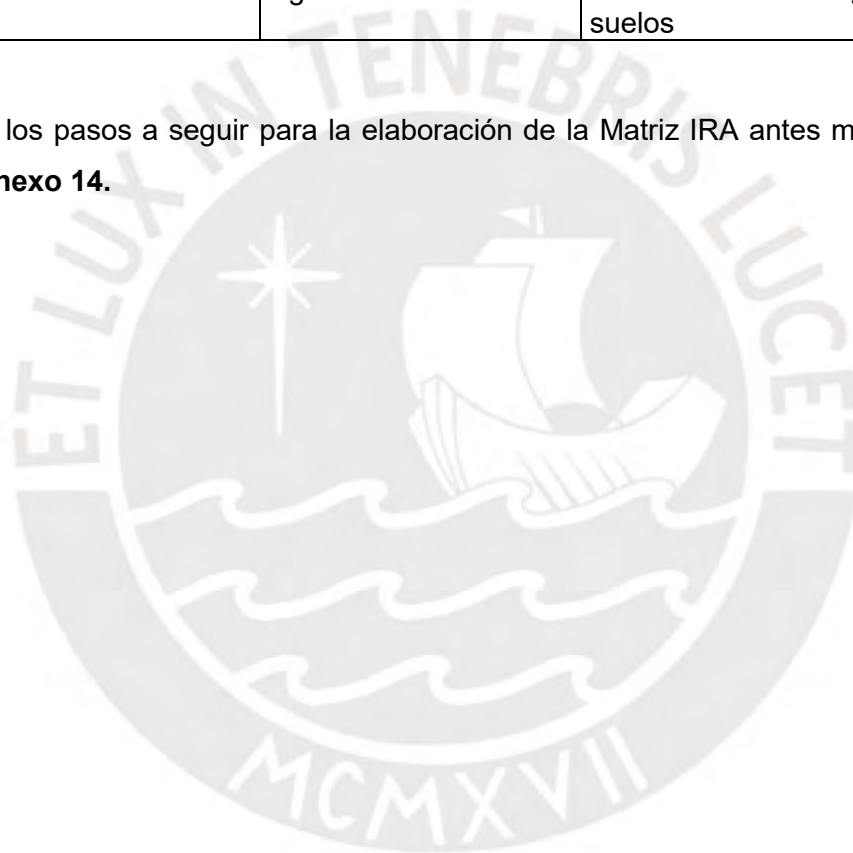 suelos
los pasos a seguir para la elaboración de la Matriz IRA antes m
nexo 14.
ET LUX IN TENEBRIS LUCET
MCMXVII